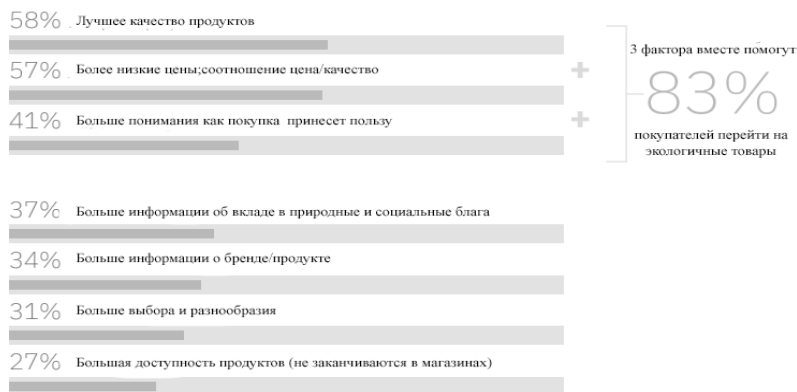 58% Лучшее качество продуктов
57% Более низкие цены;соотношение цена/качество
41% Больше понимания как покупка принесет пользу
+
+
3 фактора вместе помогут
83%
покупателей перейти на
экологичные товары
37% Больше информации об вкладе в природные и социальные блага
34% Больше информации о бренде/продукте
31% Больше выбора и разнообразия
27% Большая доступность продуктов (не заканчиваются в магазинах)